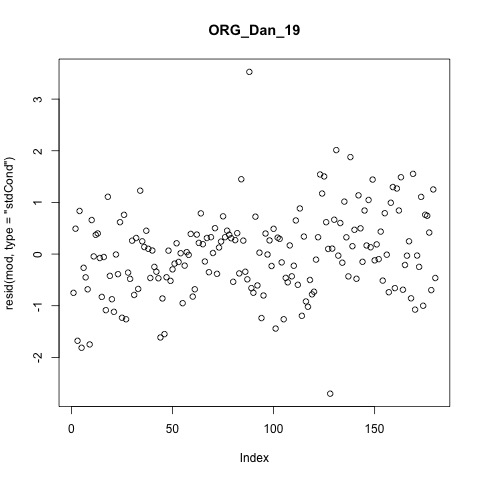 ORG_Dan_19
resid(mod, type = "stdCond")
3
2
1
0
-1
-2
0 50 100 150
Index